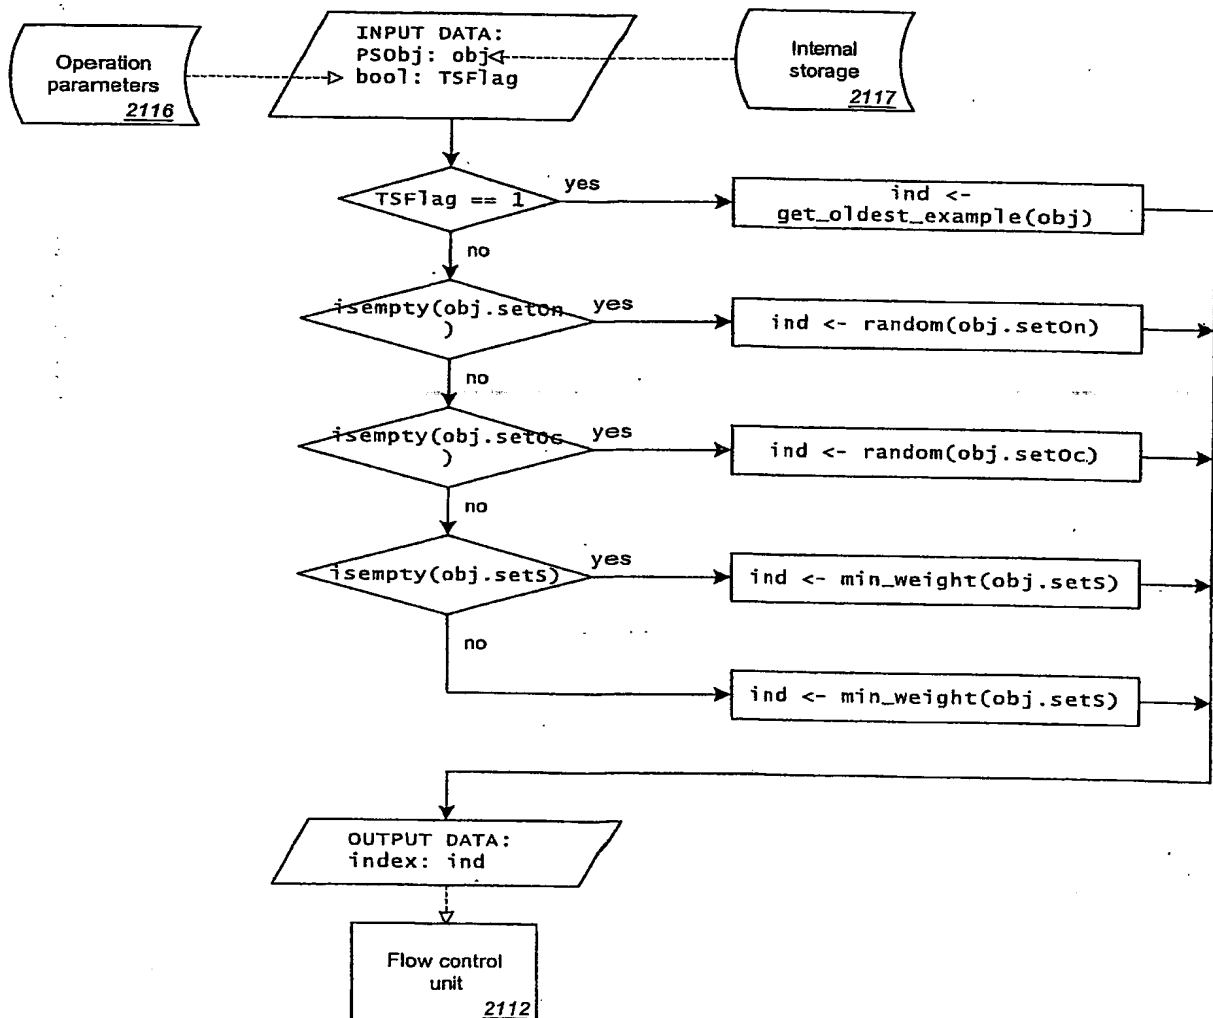 INPUT DATA:
PSObj: obj
bool: TSFlag
Operation
parameters
2116
Internal
storage
2117
TSFlag == 1
yes
ind <-
get_oldest_example(obj)
no
isempty(obj.setOn
)
yes
ind <- random(obj.setOn)
no
isempty(obj.setOc
)
yes
ind <- random(obj.setOc)
no
isempty(obj.setS)
yes
ind <- min_weight(obj.setS)
no
ind <- min_weight(obj.setS)
OUTPUT DATA:
index: ind
Flow control
unit
2112